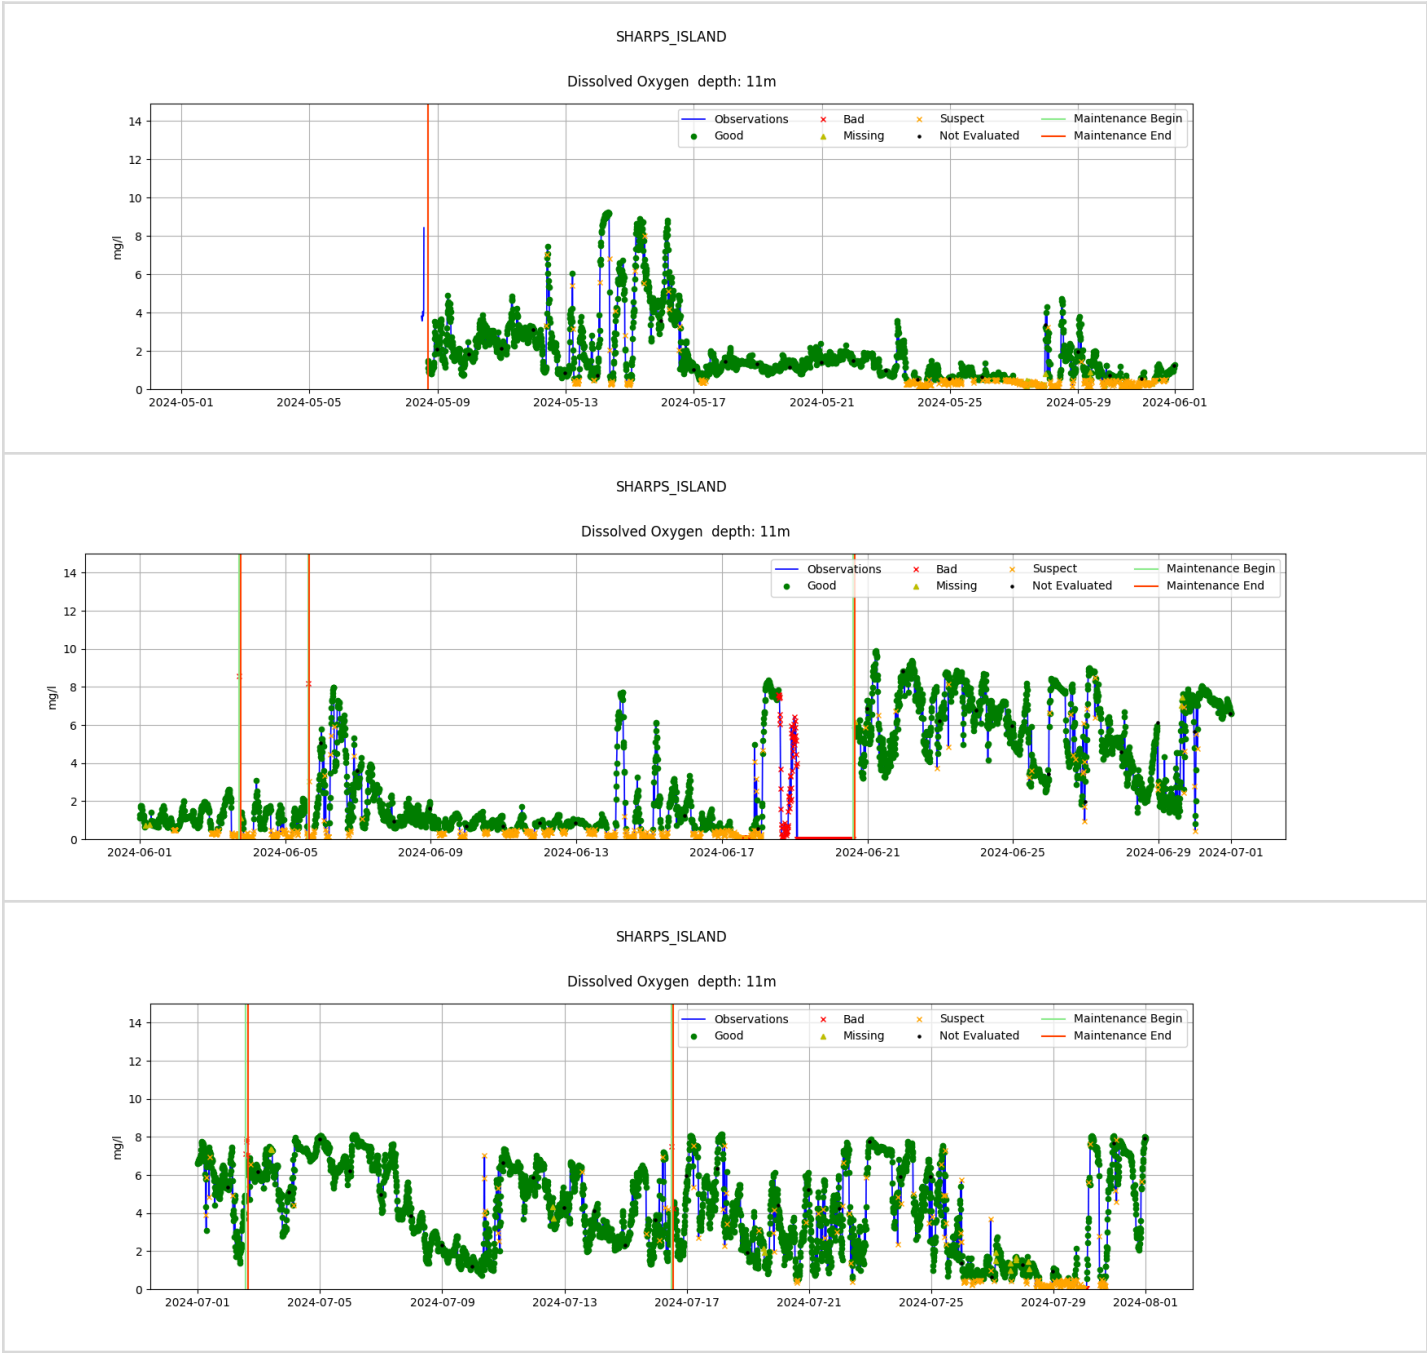 SHARPS_ISLAND
Dissolved Oxygen depth: 11m
Observations Bad Suspect Maintenance Begin
Good Missing Not Evaluated Maintenance End
14
12
10
8
6
4
2
0
mg/l
2024-05-01 2024-05-05 2024-05-09 2024-05-13 2024-05-17 2024-05-21 2024-05-25 2024-05-29 2024-06-01
SHARPS_ISLAND
Dissolved Oxygen depth: 11m
Observations Bad Suspect Maintenance Begin
Good Missing Not Evaluated Maintenance End
14
12
10
8
6
4
2
0
mg/l
2024-06-01 2024-06-05 2024-06-09 2024-06-13 2024-06-17 2024-06-21 2024-06-25 2024-06-29 2024-07-01
SHARPS_ISLAND
Dissolved Oxygen depth: 11m
Observations Bad Suspect Maintenance Begin
Good Missing Not Evaluated Maintenance End
14
12
10
8
6
4
2
0
mg/l
2024-07-01 2024-07-05 2024-07-09 2024-07-13 2024-07-17 2024-07-21 2024-07-25 2024-07-29 2024-08-01